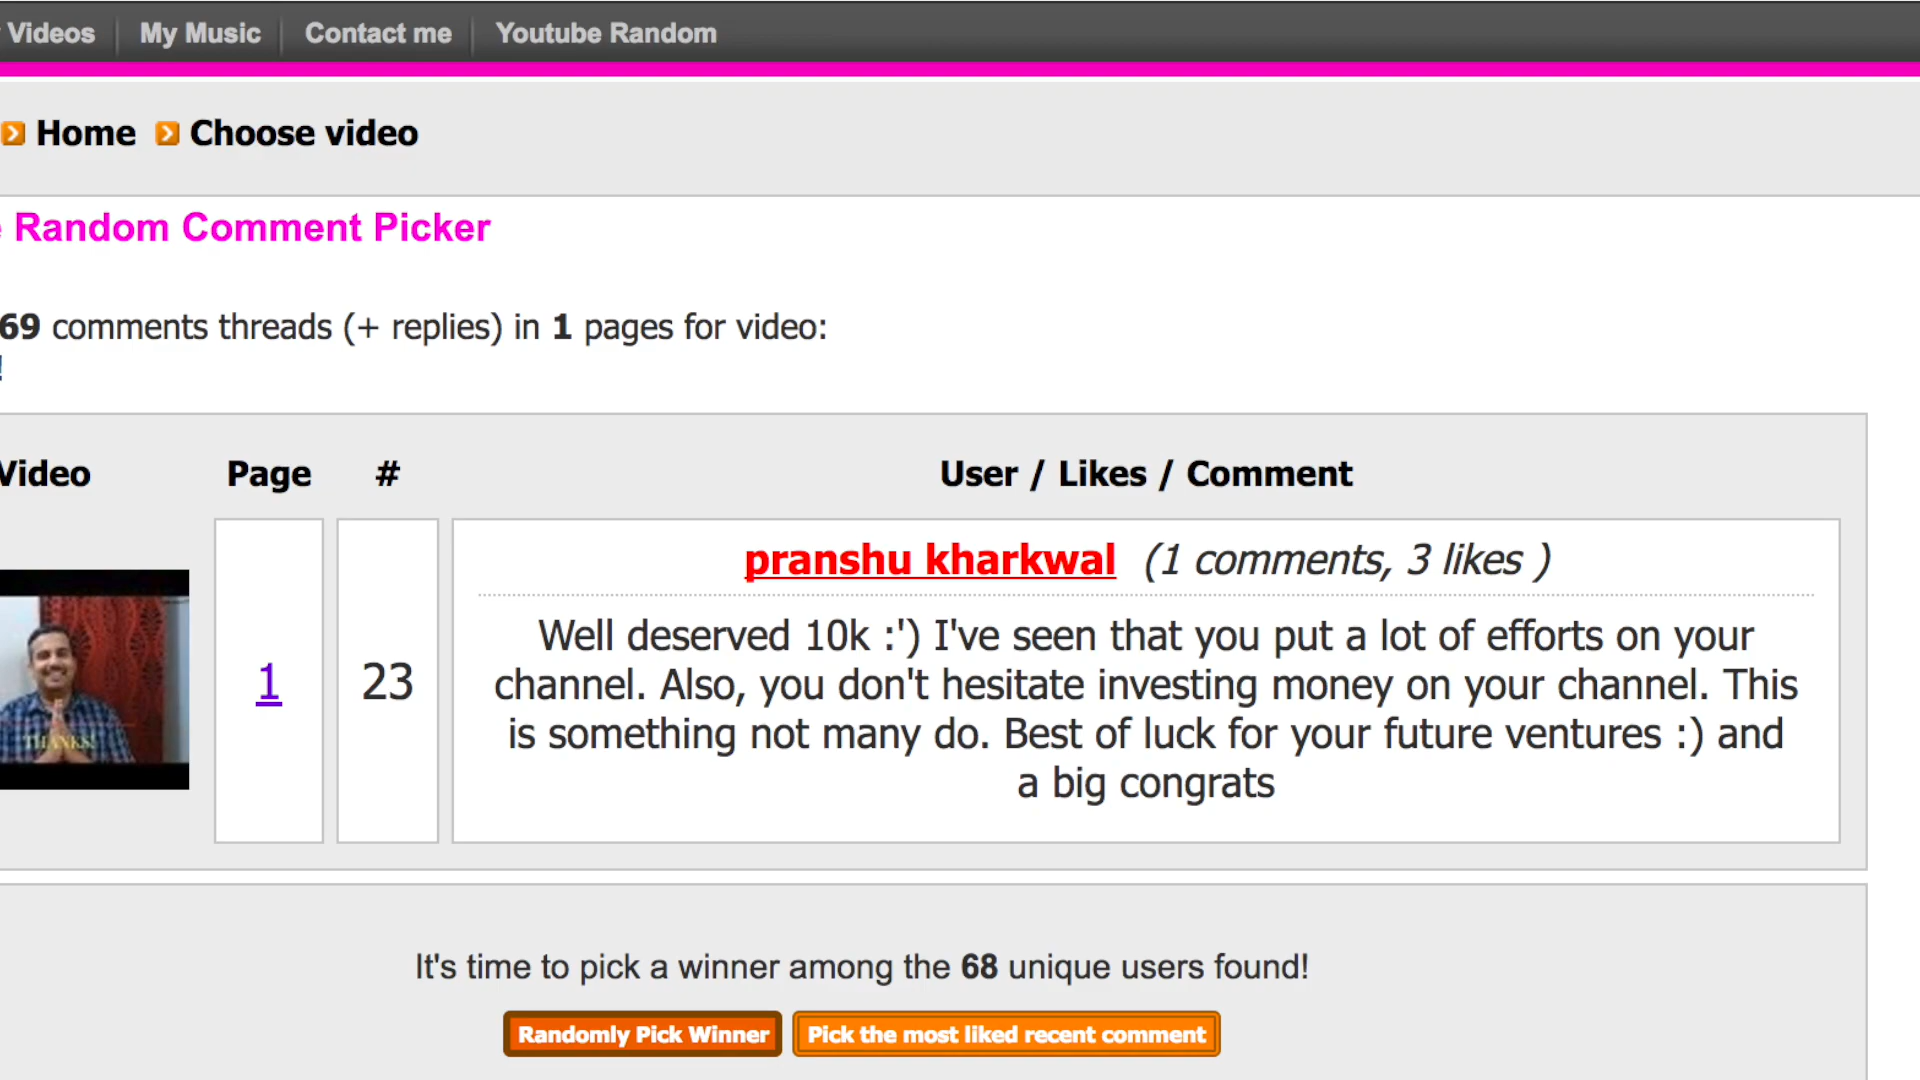 Videos My Music Contact me Youtube Random
Home Choose video
Random Comment Picker
69 comments threads (+ replies) in 1 pages for video:
!
Video Page # User / Likes / Comment
pranshu kharkwal (1 comments, 3 likes )
1 23
Well deserved 10k :') I've seen that you put a lot of efforts on your
channel. Also, you don't hesitate investing money on your channel. This
is something not many do. Best of luck for your future ventures :) and
a big congrats
THANKS!
It's time to pick a winner among the 68 unique users found!
Randomly Pick Winner Pick the most liked recent comment